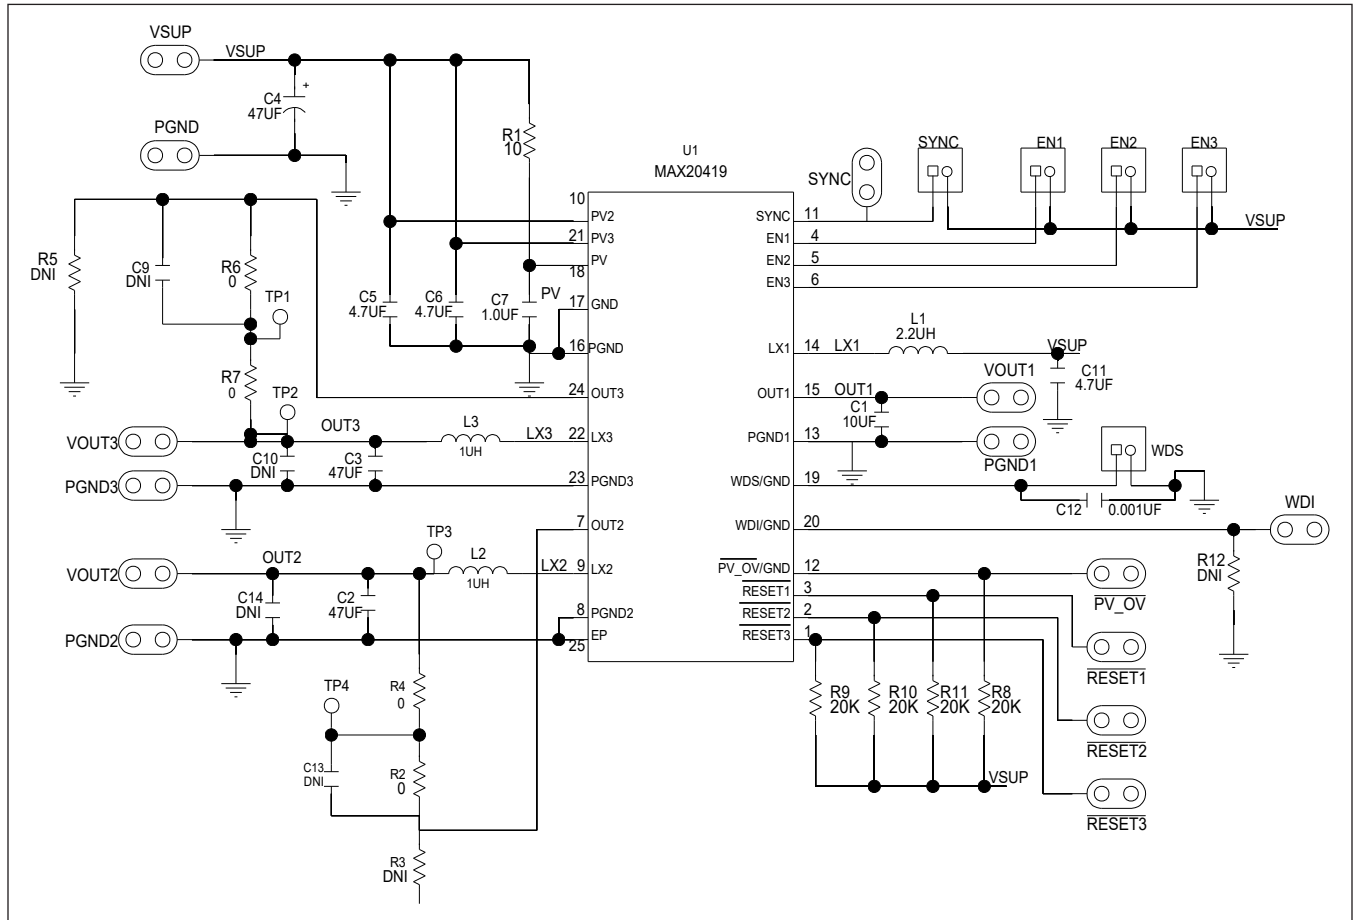 VSUP
VSUP
C4
47UF
+
PGND
R1
10
U1
MAX20419
SYNC
SYNC
EN1
EN2
EN3
VSUP
10
PV2
21
PV3
PV
18
17
GND
PV
16
PGND
24
OUT3
22
LX3
23
PGND3
7
OUT2
9
LX2
8
PGND2
EP
25
SYNC
11
EN1
4
EN2
5
EN3
6
LX1
14
OUT1
15
PGND1
13
WDS/GND
19
WDI/GND
20
PV_OV/GND
12
RESET1
3
RESET2
2
RESET3
1
R5
DNI
C9
DNI
R6
0
TP1
C5
4.7UF
C6
4.7UF
C7
1.0UF
R7
0
TP2
VOUT3
OUT3
L3
1UH
LX3
C10
DNI
C3
47UF
PGND3
TP3
VOUT2
OUT2
L2
1UH
LX2
C14
DNI
C2
47UF
PGND2
TP4
R4
0
C13
DNI
R2
0
R3
DNI
LX1
L1
2.2UH
VSUP
C11
4.7UF
OUT1
VOUT1
C1
10UF
PGND1
WDS
C12
0.001UF
WDI
R12
DNI
PV_OV
RESET1
RESET2
RESET3
R9
20K
R10
20K
R11
20K
R8
20K
VSUP